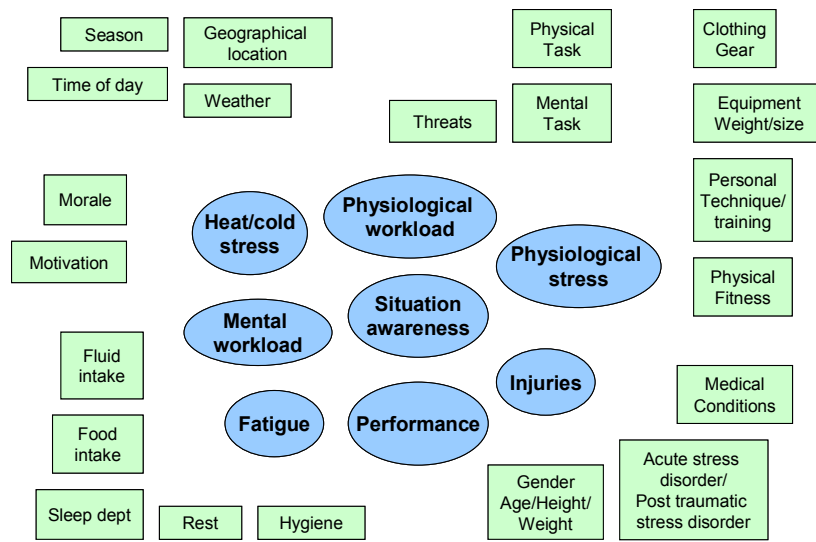 Season
Geographical
location
Physical
Task
Clothing
Gear
Time of day
Weather
Threats
Mental
Task
Equipment
Weight/size
Morale
Heat/cold
stress
Physiological
workload
Personal
Technique/
training
Motivation
Physiological
stress
Physical
Fitness
Mental
workload
Situation
awareness
Fluid
intake
Injuries
Medical
Conditions
Food
intake
Fatigue
Performance
Sleep dept
Rest
Hygiene
Gender
Age/Height/
Weight
Acute stress
disorder/
Post traumatic
stress disorder